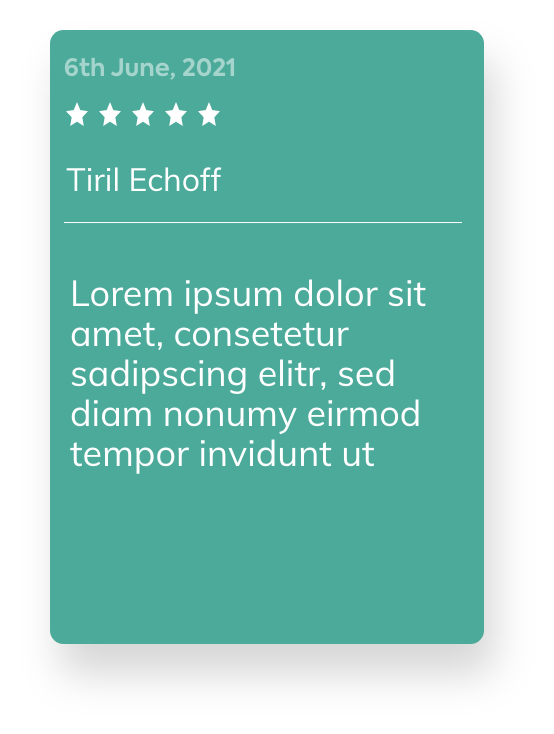 6th June, 2021
Tiril Echoff
Lorem ipsum dolor sit
amet, consetetur
sadipscing elitr, sed
diam nonumy eirmod
tempor invidunt ut